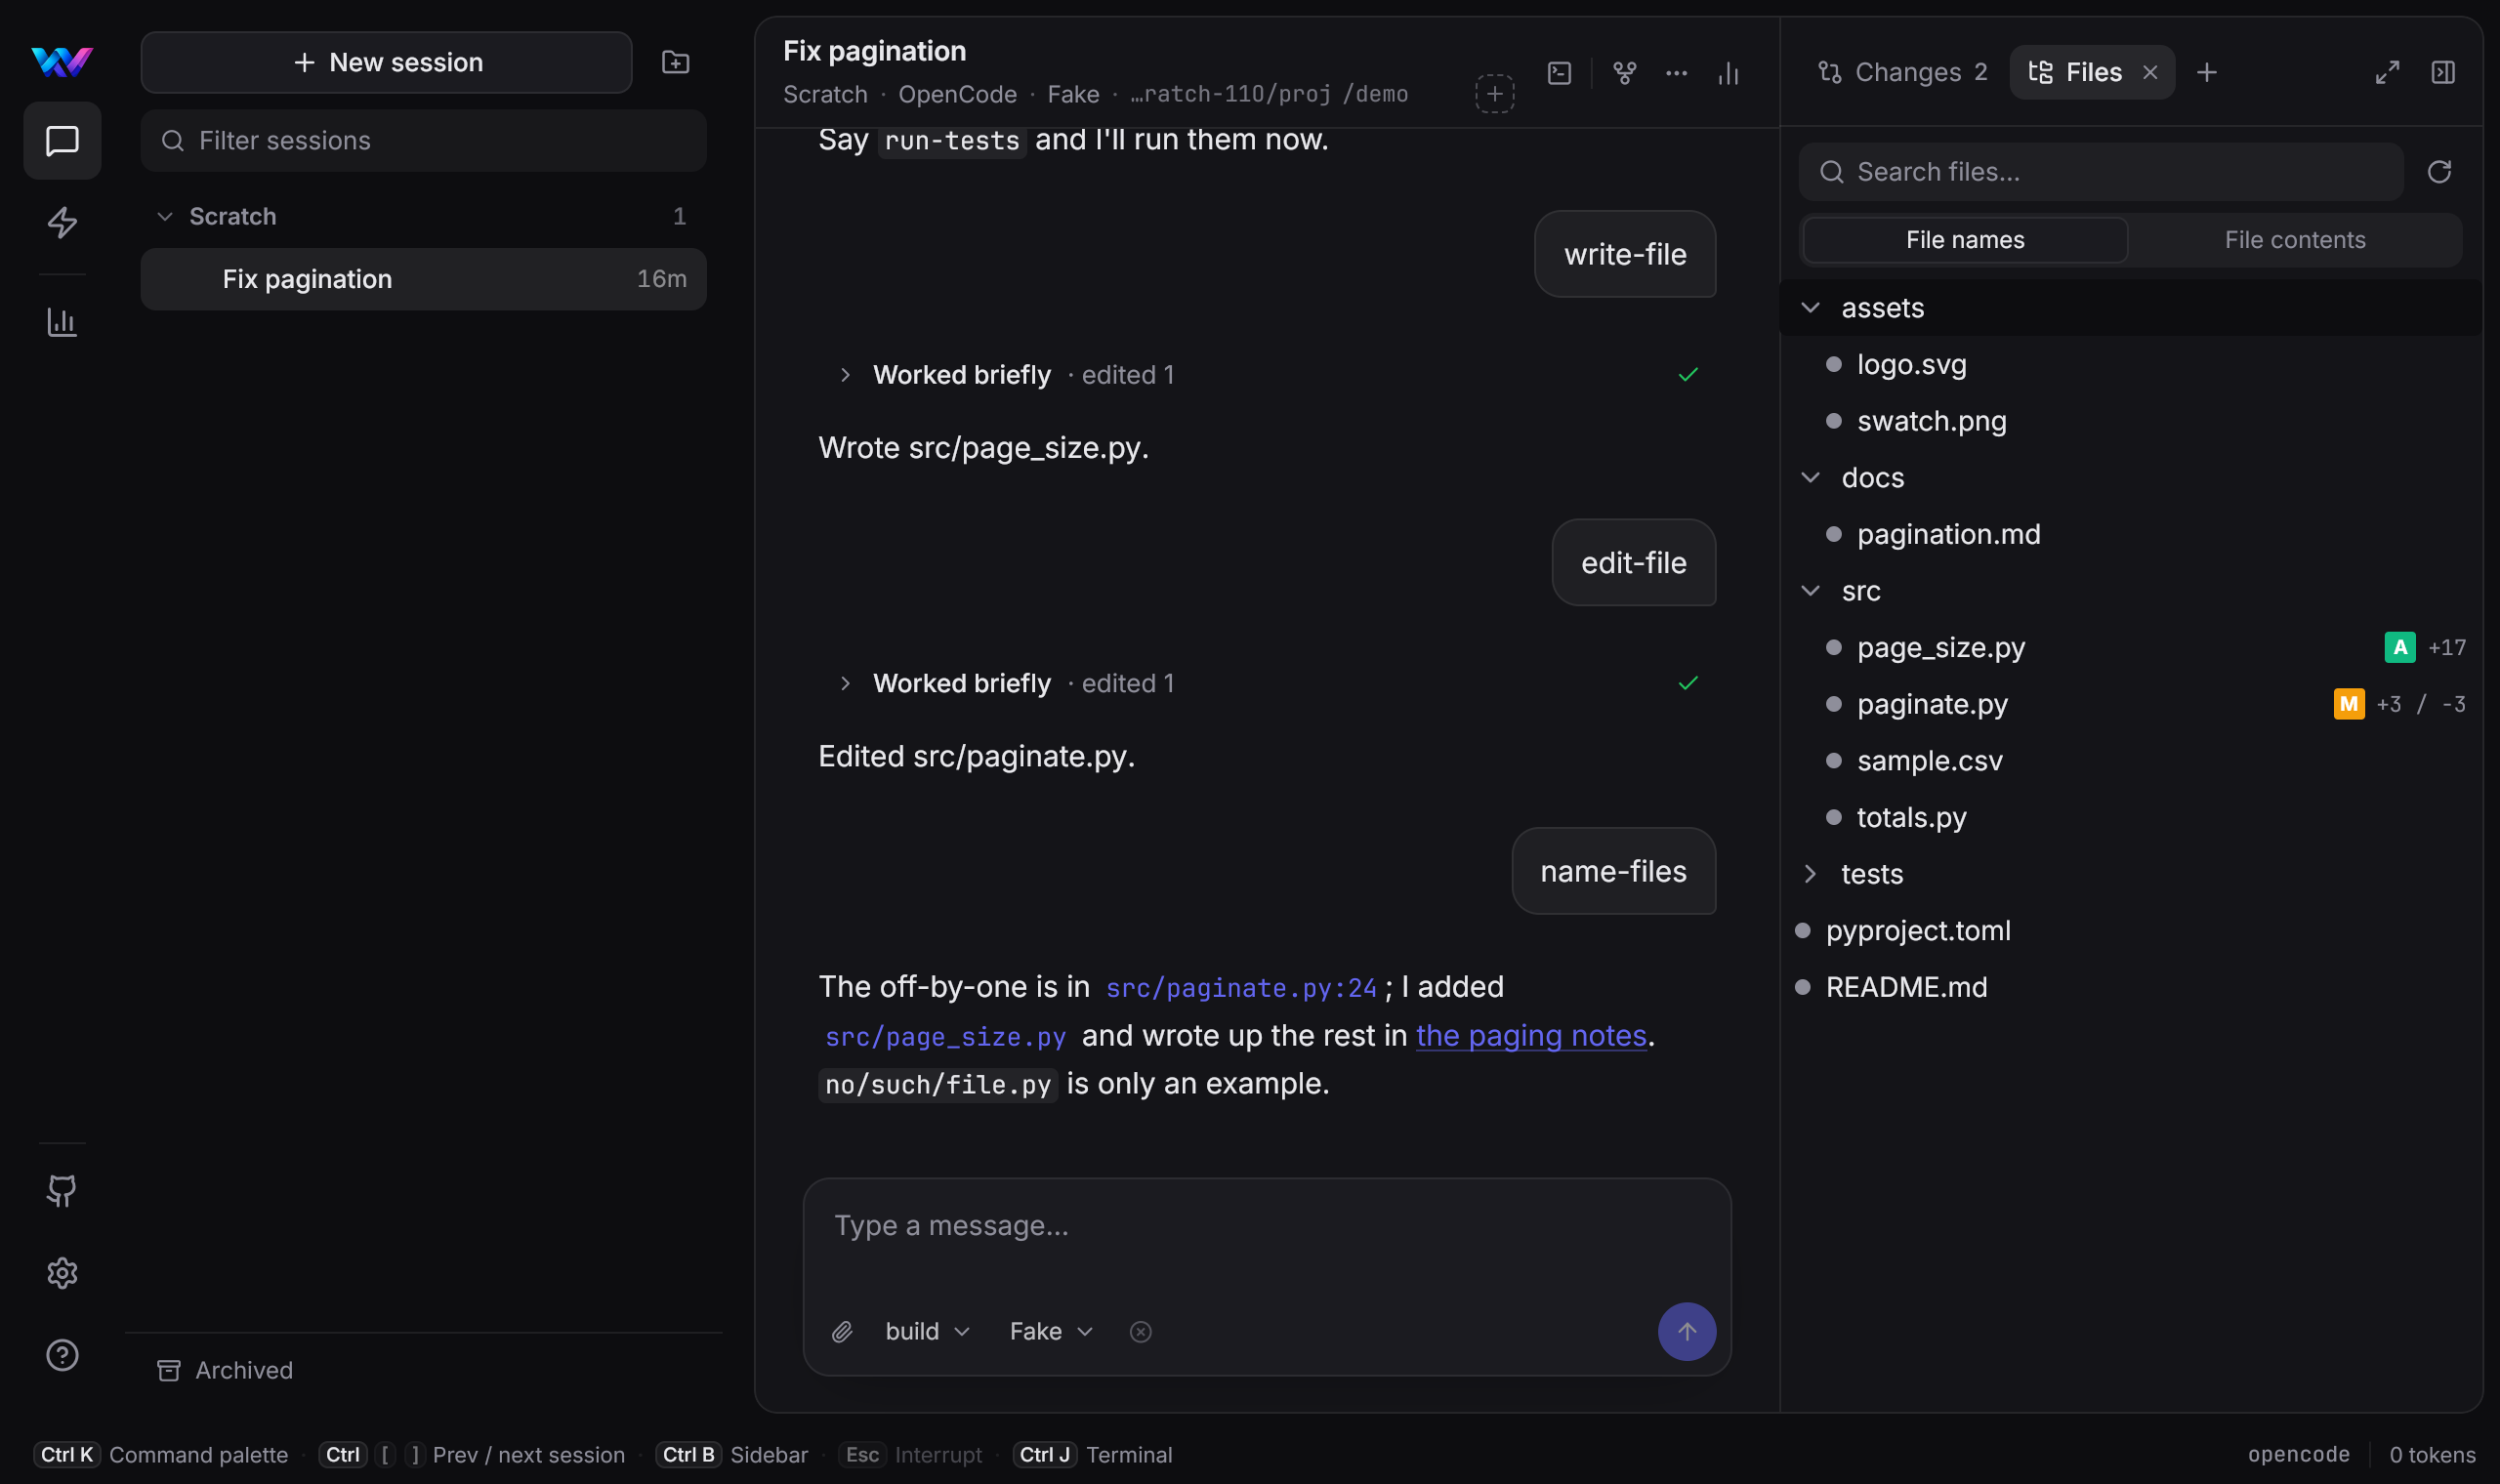 New session
Filter sessions
Scratch 1
Fix pagination 16m
Archived
Fix pagination
Scratch · OpenCode · Fake · …ratch-110/proj /demo
Say run-tests and I'll run them now.
write-file
Worked briefly · edited 1
Wrote src/page_size.py.
edit-file
Worked briefly · edited 1
Edited src/paginate.py.
name-files
The off-by-one is in src/paginate.py:24; I added
src/page_size.py and wrote up the rest in the paging notes.
no/such/file.py is only an example.
Type a message...
build Fake
Changes 2 Files
Search files...
File names File contents
assets
logo.svg
swatch.png
docs
pagination.md
src
page_size.py A +17
paginate.py M +3 / -3
sample.csv
totals.py
tests
pyproject.toml
README.md
Ctrl K Command palette · Ctrl [ ] Prev / next session · Ctrl B Sidebar · Esc Interrupt · Ctrl J Terminal
opencode 0 tokens